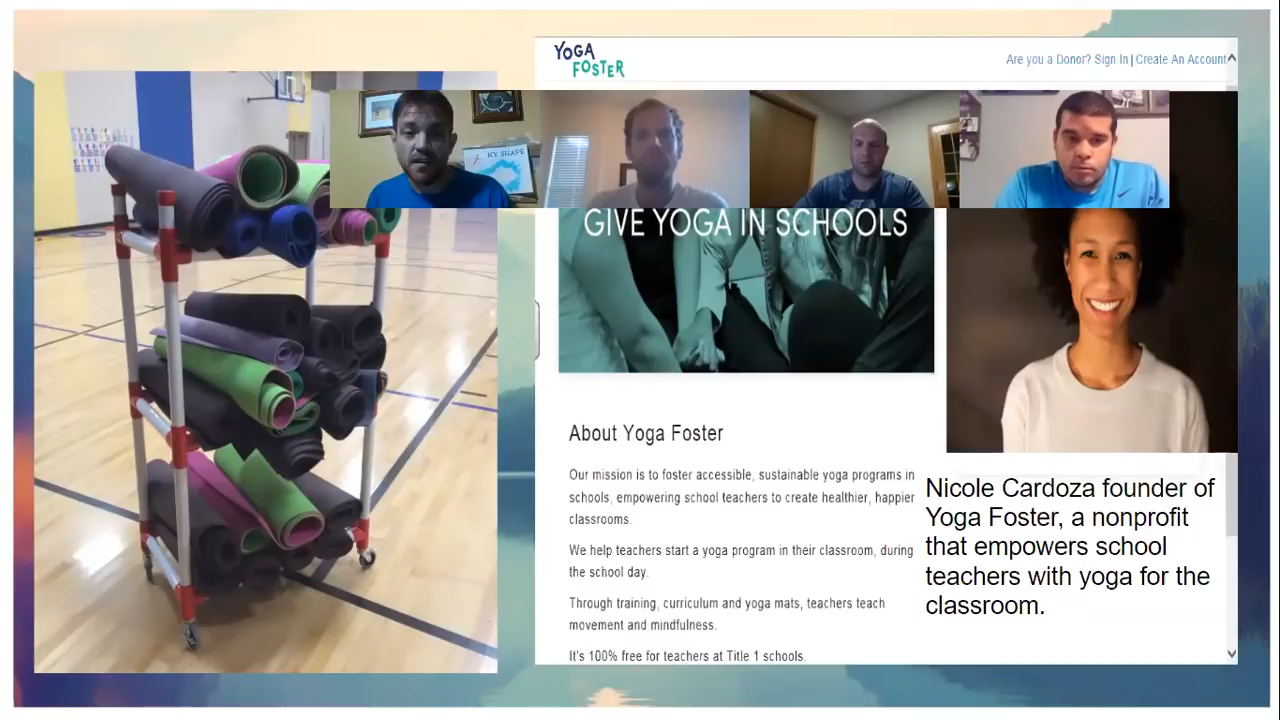 YOGA
FOSTER
Are you a Donor? Sign In | Create An Account
KY SHAPE
GIVE YOGA IN SCHOOLS
About Yoga Foster
Our mission is to foster accessible, sustainable yoga programs in
schools, empowering school teachers to create healthier, happier
classrooms.
We help teachers start a yoga program in their classroom, during
the school day.
Through training, curriculum and yoga mats, teachers teach
movement and mindfulness.
It's 100% free for teachers at Title 1 schools.
Nicole Cardoza founder of
Yoga Foster, a nonprofit
that empowers school
teachers with yoga for the
classroom.